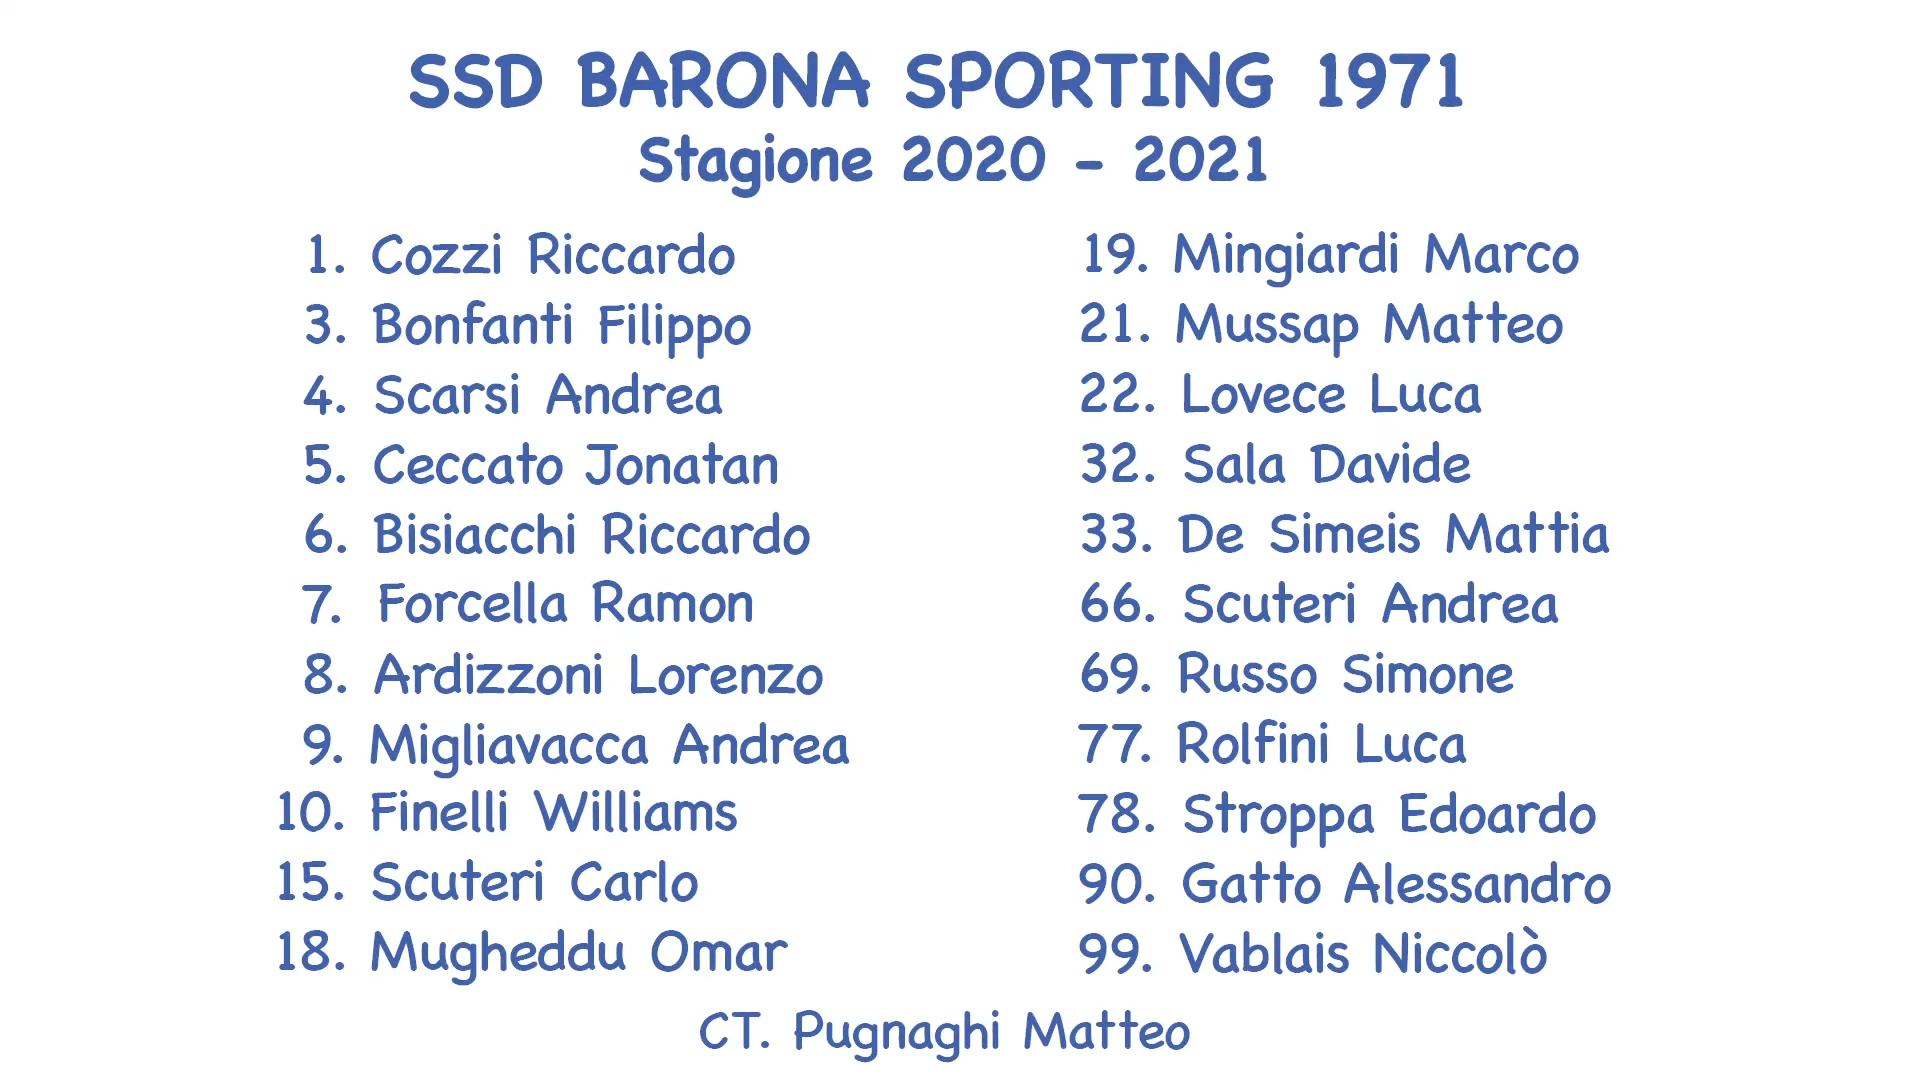 SSD BARONA SPORTING 1971
Stagione 2020 - 2021
1. Cozzi Riccardo
3. Bonfanti Filippo
4. Scarsi Andrea
5. Ceccato Jonatan
6. Bisiacchi Riccardo
7. Forcella Ramon
8. Ardizzoni Lorenzo
9. Migliavacca Andrea
10. Finelli Williams
15. Scuteri Carlo
18. Mugheddu Omar
19. Mingiardi Marco
21. Mussap Matteo
22. Lovece Luca
32. Sala Davide
33. De Simeis Mattia
66. Scuteri Andrea
69. Russo Simone
77. Rolfini Luca
78. Stroppa Edoardo
90. Gatto Alessandro
99. Vablais Niccolò
CT. Pugnaghi Matteo